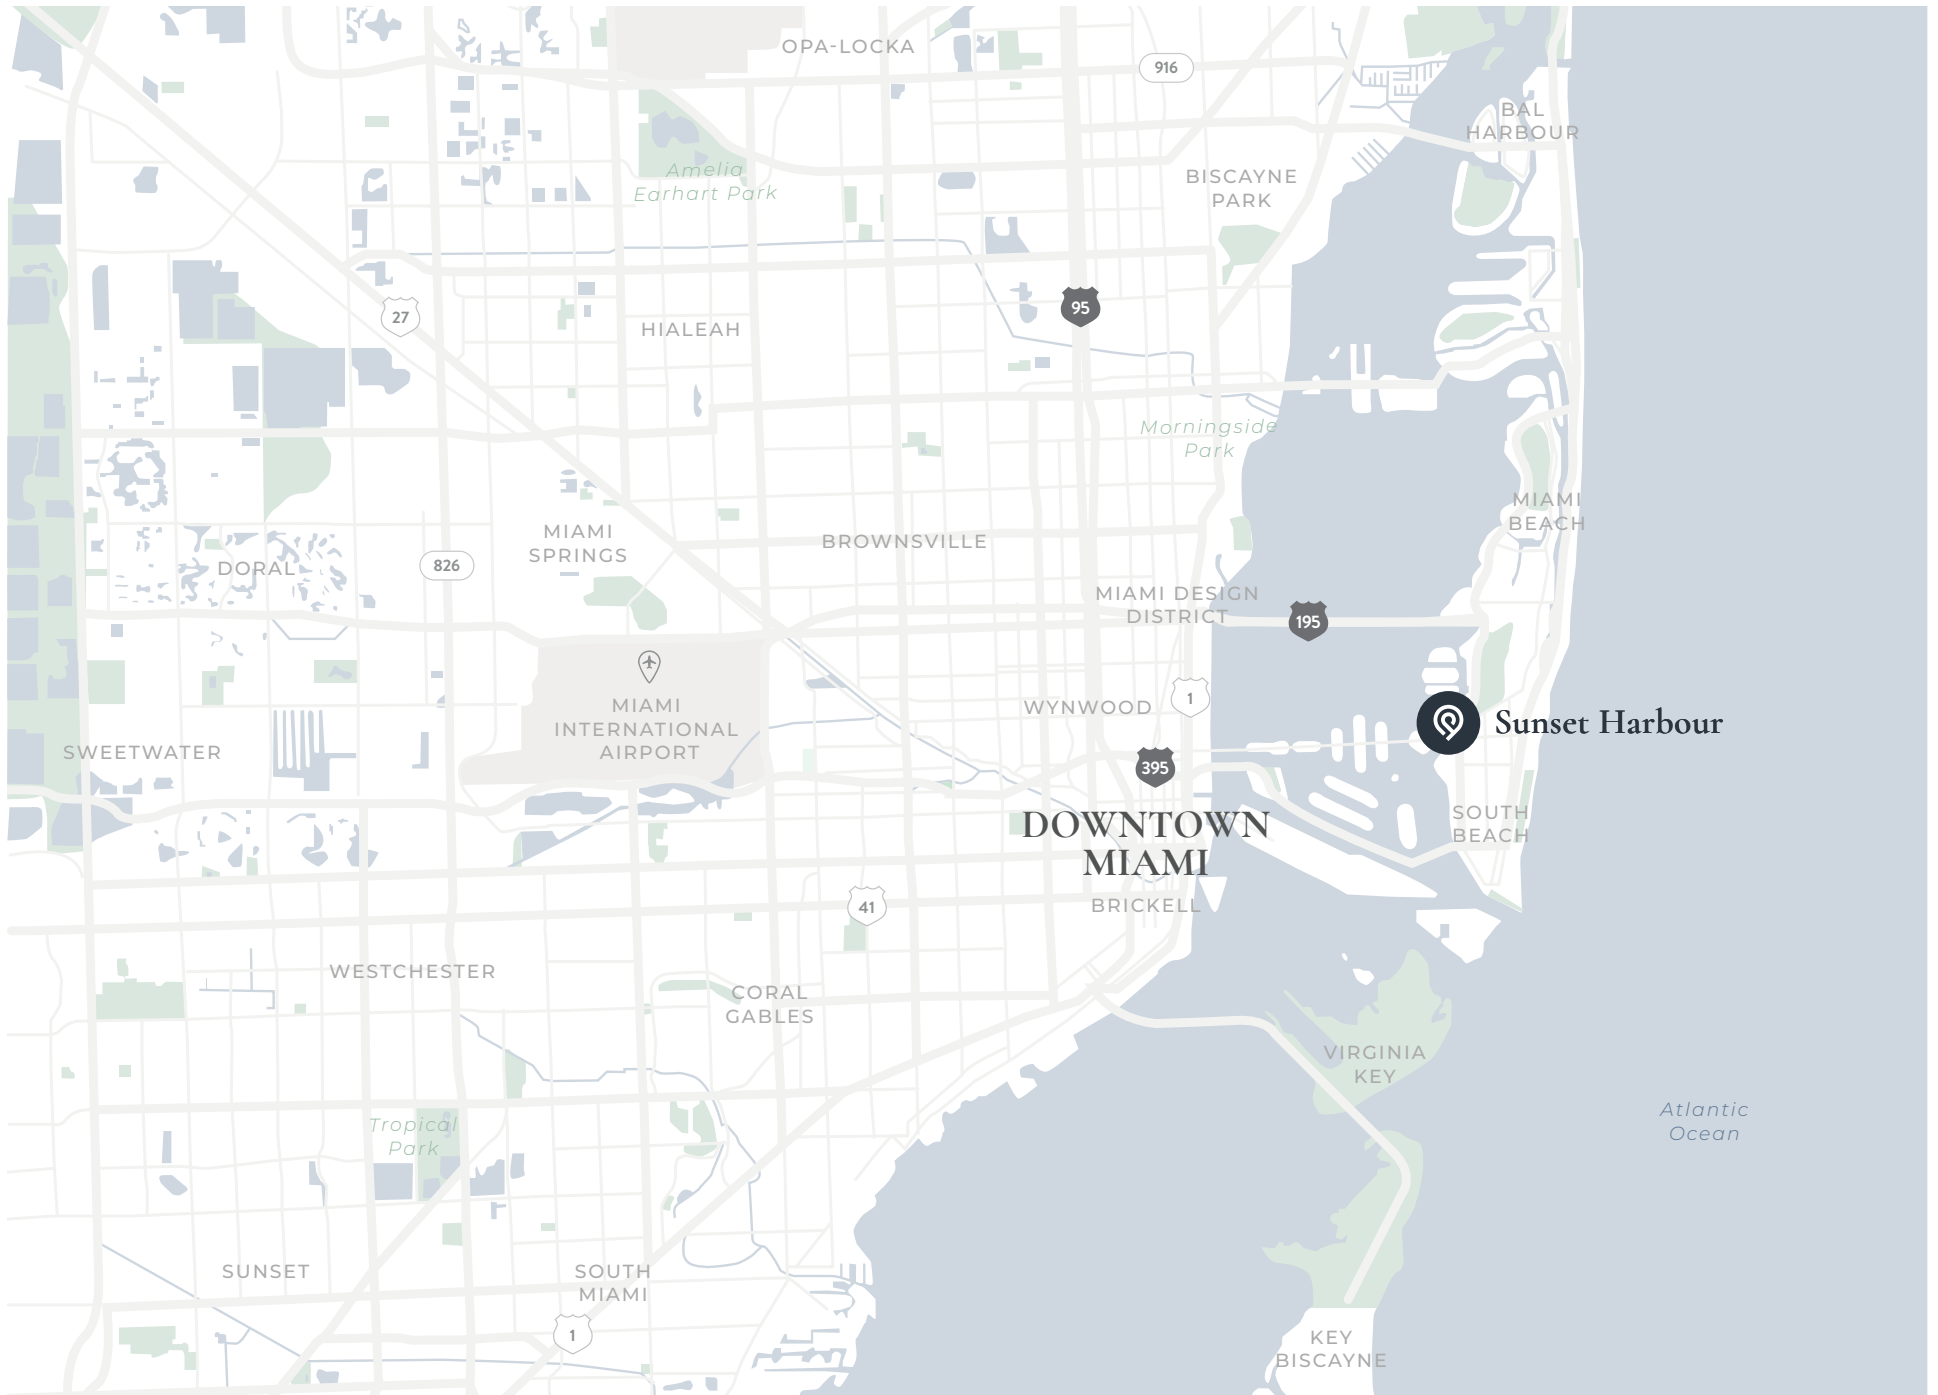 OPA-LOCKA
916
BAL
HARBOUR
Amelia
Earhart Park
BISCAYNE
PARK
27
95
HIALEAH
Morningside
Park
MIAMI
BEACH
MIAMI
SPRINGS
BROWNSVILLE
826
DORAL
MIAMI DESIGN
DISTRICT
195
MIAMI
INTERNATIONAL
AIRPORT
1
WYNWOOD
Sunset Harbour
SWEETWATER
395
DOWNTOWN
MIAMI
SOUTH
BEACH
41
BRICKELL
WESTCHESTER
CORAL
GABLES
VIRGINIA
KEY
Atlantic
Ocean
Tropical
Park
SUNSET
SOUTH
MIAMI
1
KEY
BISCAYNE